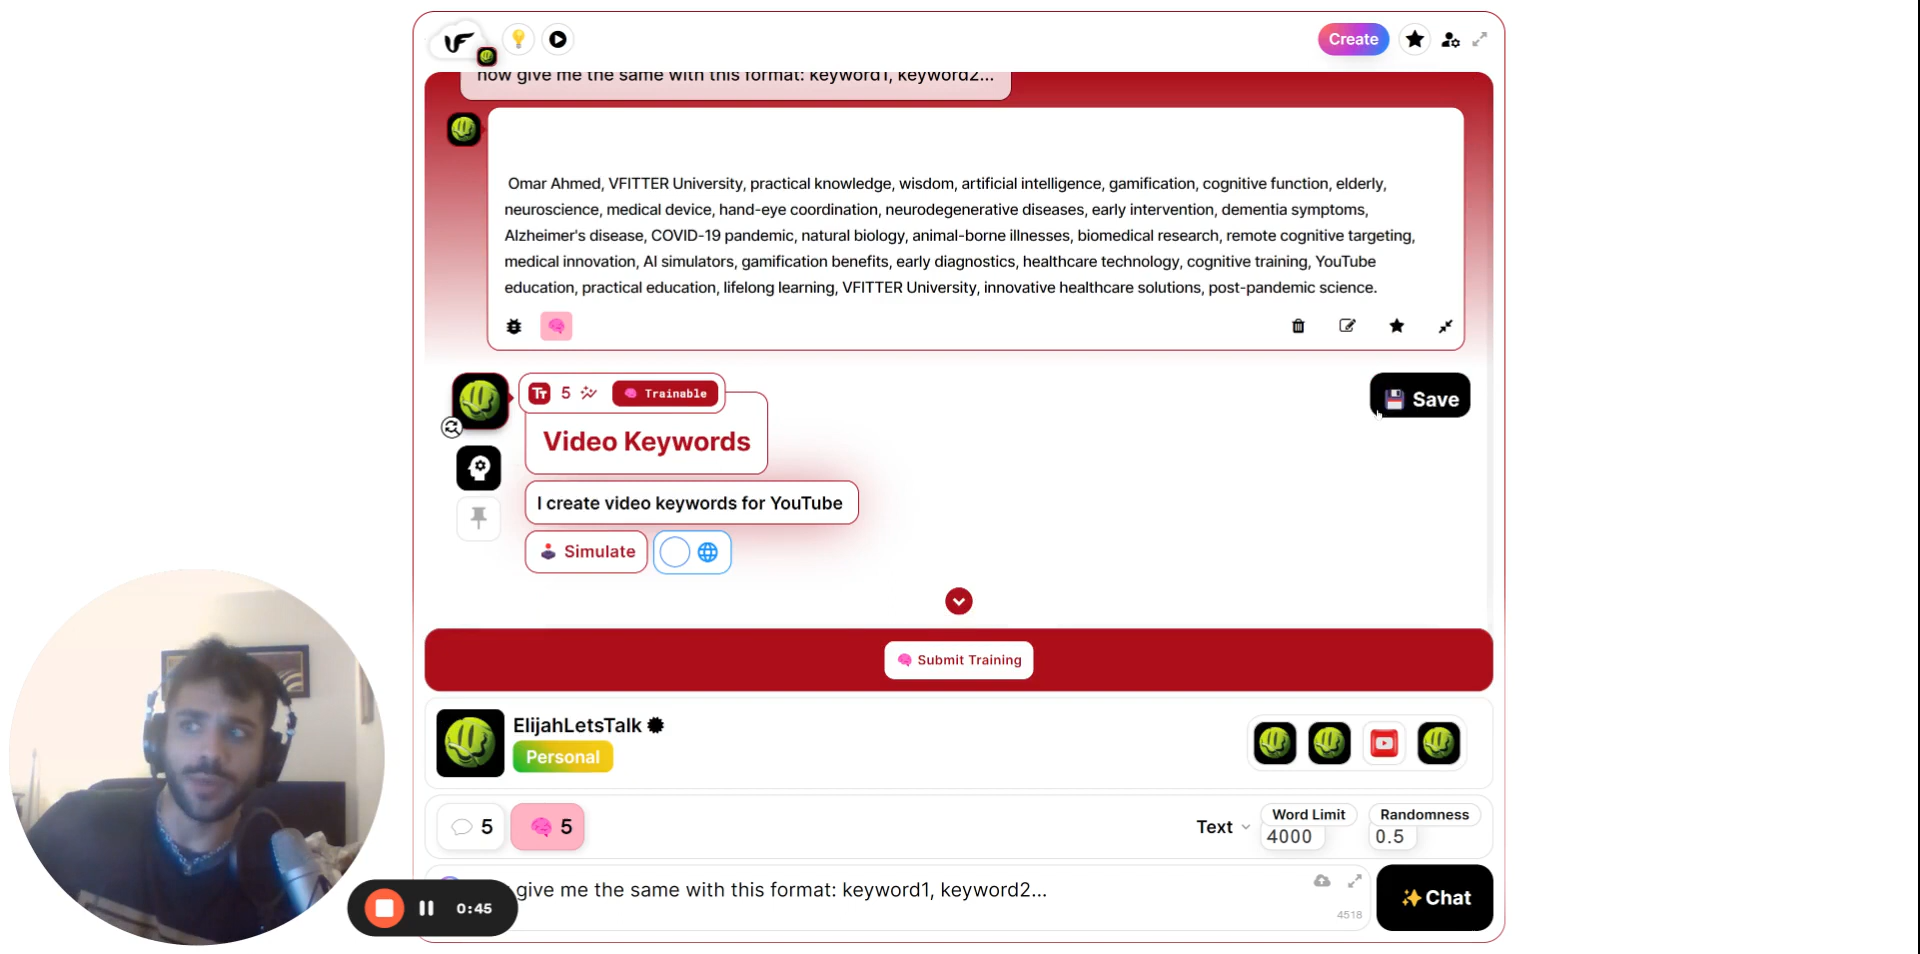 Create
now give me the same with this format: keyword1, keyword2...
Omar Ahmed, VFITTER University, practical knowledge, wisdom, artificial intelligence, gamification, cognitive function, elderly,
neuroscience, medical device, hand-eye coordination, neurodegenerative diseases, early intervention, dementia symptoms,
Alzheimer's disease, COVID-19 pandemic, natural biology, animal-borne illnesses, biomedical research, remote cognitive targeting,
medical innovation, AI simulators, gamification benefits, early diagnostics, healthcare technology, cognitive training, YouTube
education, practical education, lifelong learning, VFITTER University, innovative healthcare solutions, post-pandemic science.
Tт 5 Trainable
Save
Video Keywords
I create video keywords for YouTube
Simulate
Submit Training
ElijahLetsTalk
Personal
5 5
Text
Word Limit
4000
Randomness
0.5
give me the same with this format: keyword1, keyword2...
4518
Chat
0:45